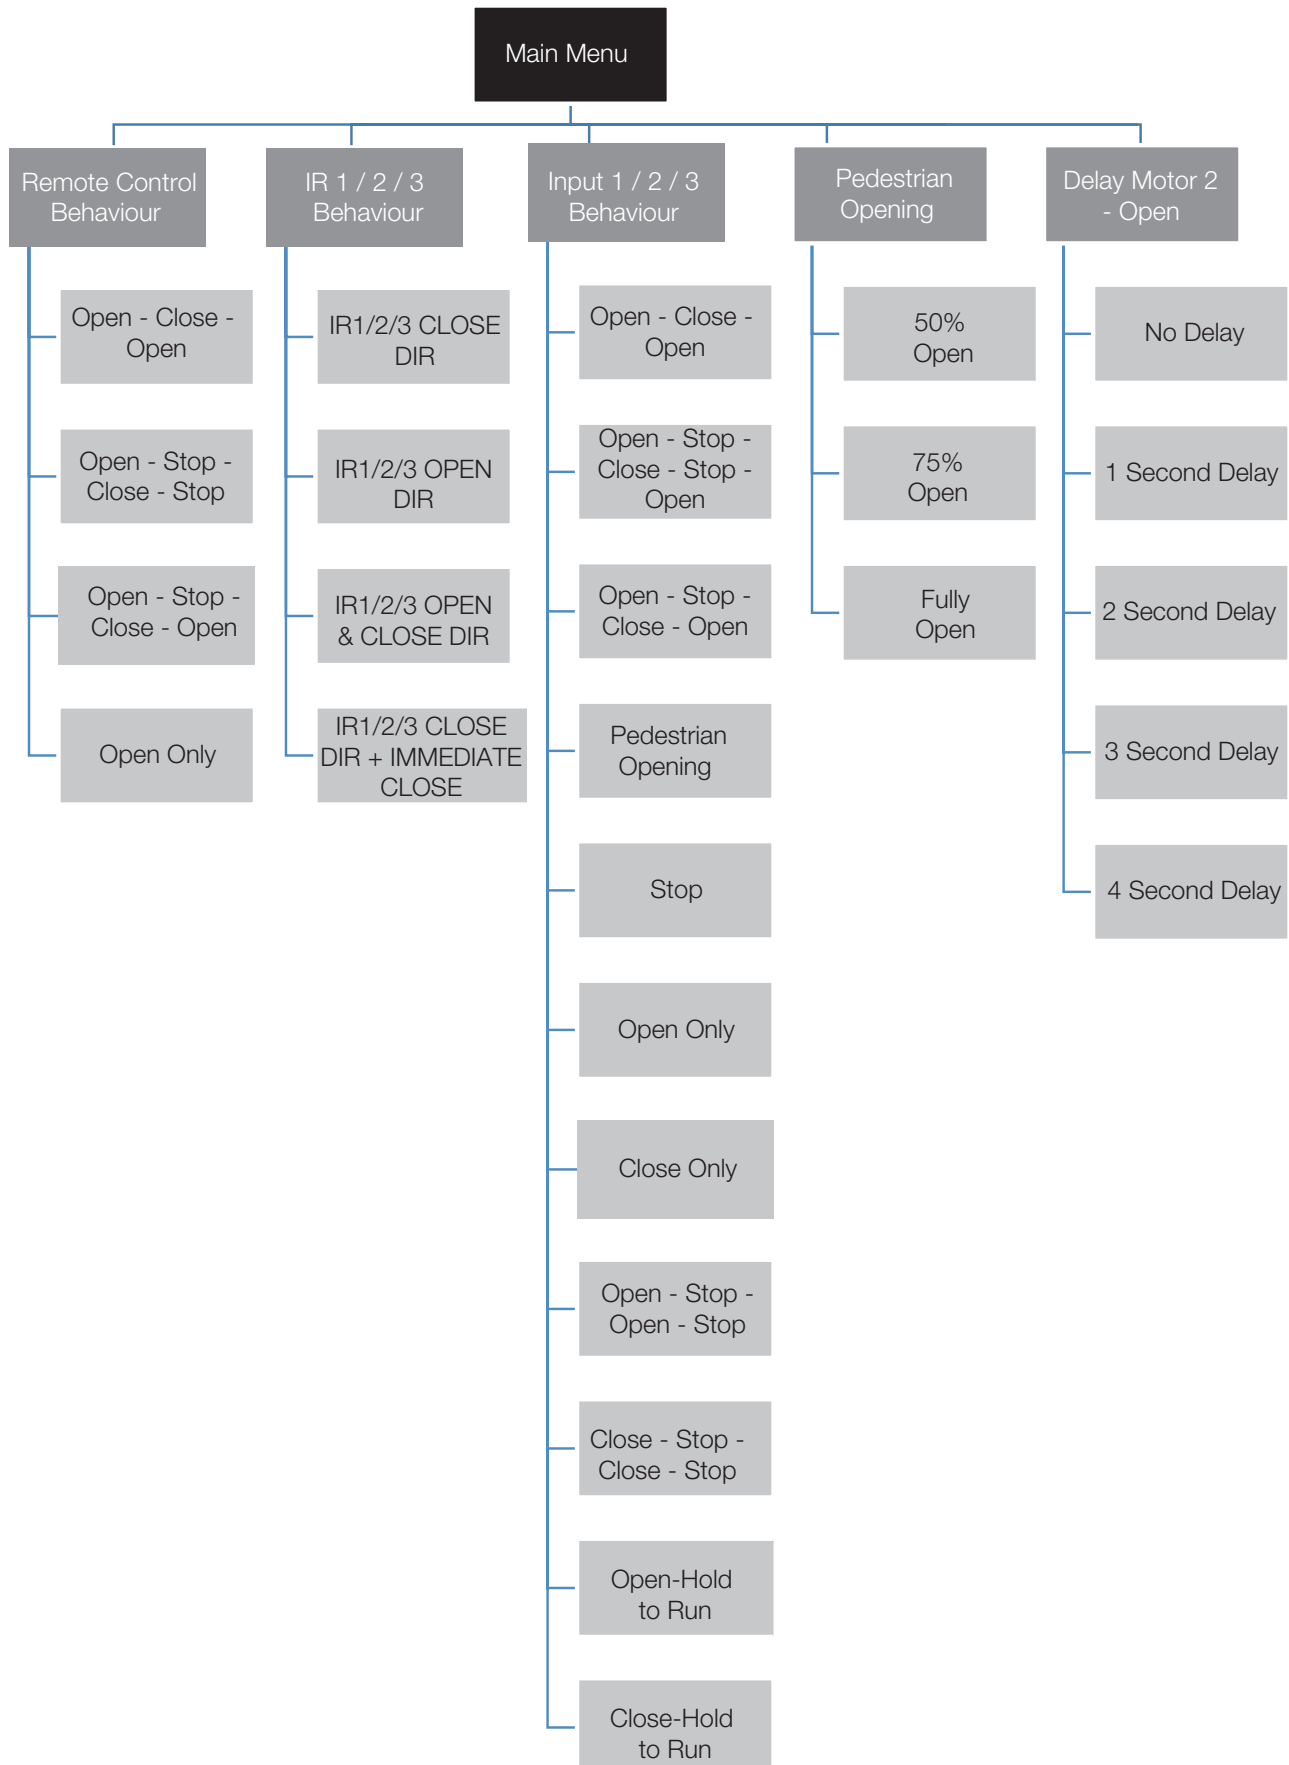 Main Menu
Remote Control
Behaviour
IR 1 / 2 / 3
Behaviour
Input 1 / 2 / 3
Behaviour
Pedestrian
Opening
Delay Motor 2
- Open
Open - Close -
Open
Open - Stop -
Close - Stop
Open - Stop -
Close - Open
Open Only
IR1/2/3 CLOSE
DIR
IR1/2/3 OPEN
DIR
IR1/2/3 OPEN
& CLOSE DIR
IR1/2/3 CLOSE
DIR + IMMEDIATE
CLOSE
Open - Close -
Open
Open - Stop -
Close - Stop -
Open
Open - Stop -
Close - Open
Pedestrian
Opening
Stop
Open Only
Close Only
Open - Stop -
Open - Stop
Close - Stop -
Close - Stop
Open-Hold
to Run
Close-Hold
to Run
50%
Open
75%
Open
Fully
Open
No Delay
1 Second Delay
2 Second Delay
3 Second Delay
4 Second Delay